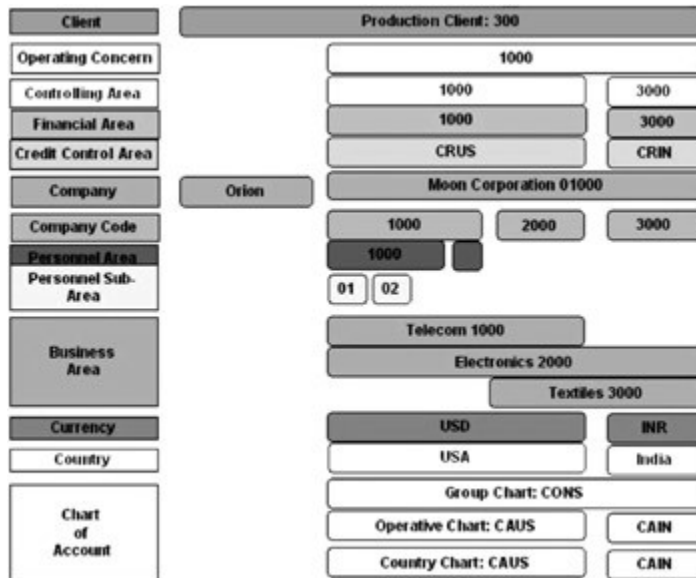 Client Production Client: 300
Operating Concern 1000
Controlling Area 1000 3000
Financial Area 1000 3000
Credit Control Area CRUS CRIN
Company Orion Moon Corporation 01000
Company Code 1000 2000 3000
Personnel Area 1000
Personnel Sub-
Area
01 02
Business
Area
Telecom 1000
Electronics 2000
Textiles 3000
Currency USD INR
Country USA India
Chart
of
Account
Group Chart: CONS
Operative Chart: CAUS CAIN
Country Chart: CAUS CAIN